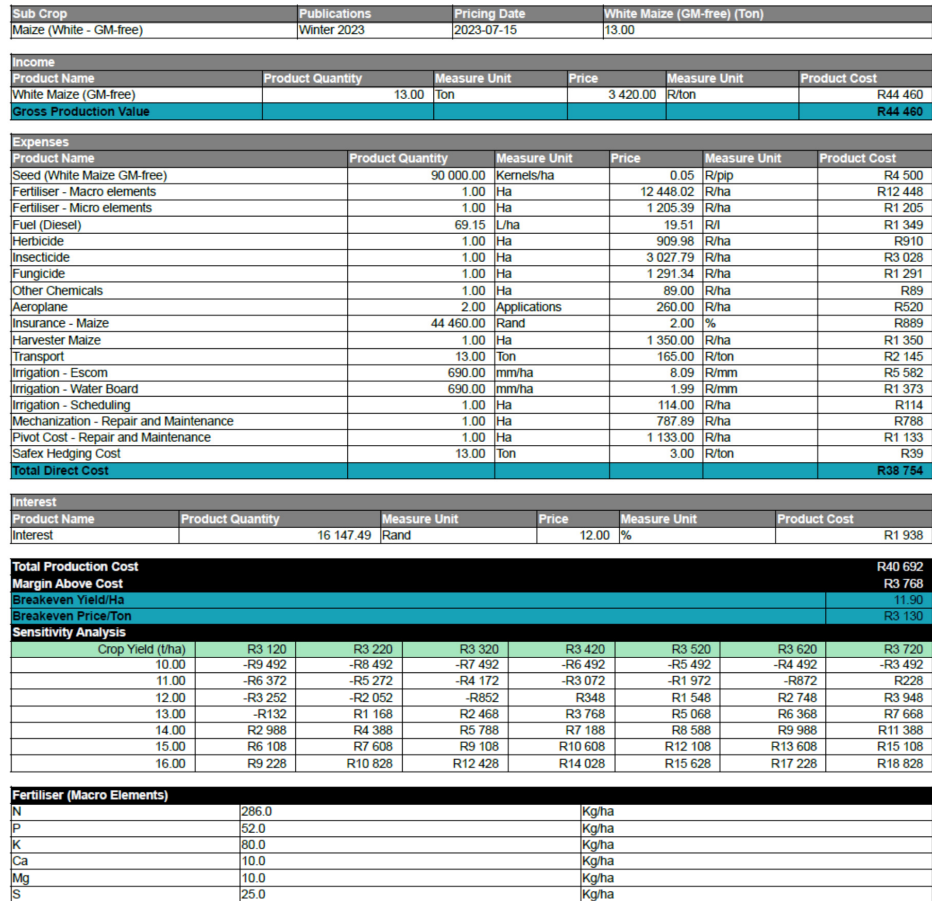 Sub Crop Publications Pricing Date White Maize (GM-free) (Ton)
Maize (White - GM-free) Winter 2023 2023-07-15 13.00
Income
Product Name Product Quantity Measure Unit Price Measure Unit Product Cost
White Maize (GM-free) 13.00 Ton 3 420.00 R/ton R44 460
Gross Production Value R44 460
Expenses
Product Name Product Quantity Measure Unit Price Measure Unit Product Cost
Seed (White Maize GM-free) 90 000.00 Kernels/ha 0.05 R/pip R4 500
Fertiliser - Macro elements 1.00 Ha 12 448.02 R/ha R12 448
Fertiliser - Micro elements 1.00 Ha 1 205.39 R/ha R1 205
Fuel (Diesel) 69.15 L/ha 19.51 R/l R1 349
Herbicide 1.00 Ha 909.98 R/ha R910
Insecticide 1.00 Ha 3 027.79 R/ha R3 028
Fungicide 1.00 Ha 1 291.34 R/ha R1 291
Other Chemicals 1.00 Ha 89.00 R/ha R89
Aeroplane 2.00 Applications 260.00 R/ha R520
Insurance - Maize 44 460.00 Rand 2.00 % R889
Harvester Maize 1.00 Ha 1 350.00 R/ha R1 350
Transport 13.00 Ton 165.00 R/ton R2 145
Irrigation - Escom 690.00 mm/ha 8.09 R/mm R5 582
Irrigation - Water Board 690.00 mm/ha 1.99 R/mm R1 373
Irrigation - Scheduling 1.00 Ha 114.00 R/ha R114
Mechanization - Repair and Maintenance 1.00 Ha 787.89 R/ha R788
Pivot Cost - Repair and Maintenance 1.00 Ha 1 133.00 R/ha R1 133
Safex Hedging Cost 13.00 Ton 3.00 R/ton R39
Total Direct Cost R38 754
Interest
Product Name Product Quantity Measure Unit Price Measure Unit Product Cost
Interest 16 147.49 Rand 12.00 % R1 938
Total Production Cost R40 692
Margin Above Cost R3 768
Breakeven Yield/Ha 11.90
Breakeven Price/Ton R3 130
Sensitivity Analysis
Crop Yield (t/ha) R3 120 R3 220 R3 320 R3 420 R3 520 R3 620 R3 720
10.00 -R9 492 -R8 492 -R7 492 -R6 492 -R5 492 -R4 492 -R3 492
11.00 -R6 372 -R5 272 -R4 172 -R3 072 -R1 972 -R872 R228
12.00 -R3 252 -R2 052 -R852 R348 R1 548 R2 748 R3 948
13.00 -R132 R1 168 R2 468 R3 768 R5 068 R6 368 R7 668
14.00 R2 988 R4 388 R5 788 R7 188 R8 588 R9 988 R11 388
15.00 R6 108 R7 608 R9 108 R10 608 R12 108 R13 608 R15 108
16.00 R9 228 R10 828 R12 428 R14 028 R15 628 R17 228 R18 828
Fertiliser (Macro Elements)
N 286.0 Kg/ha
P 52.0 Kg/ha
K 80.0 Kg/ha
Ca 10.0 Kg/ha
Mg 10.0 Kg/ha
S 25.0 Kg/ha